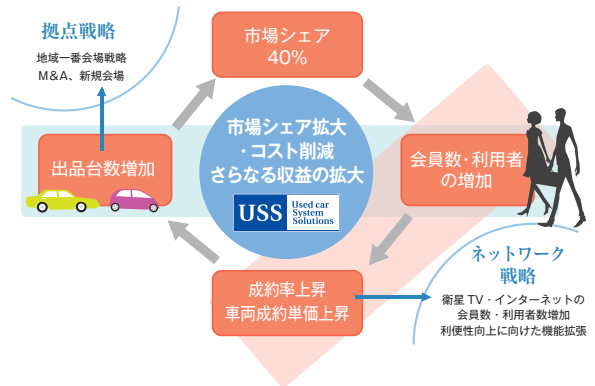 拠点戦略
地域一番会場戦略
M&A、新規会場
市場シェア
40%
出品台数増加
市場シェア拡大
・コスト削減
さらなる収益の拡大
USS Used car
System
Solutions
会員数・利用者
の増加
成約率上昇
車両成約単価上昇
ネットワーク
戦略
衛星 TV・インターネットの
会員数・利用者数増加
利便性向上に向けた機能拡張